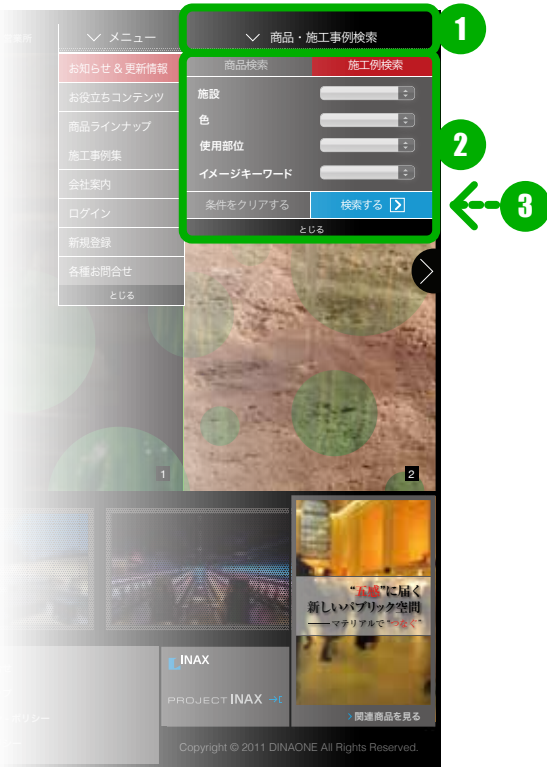 メニュー
商品・施工事例検索
1
お知らせ & 更新情報
お役立ちコンテンツ
商品ラインナップ
施工事例集
会社案内
ログイン
新規登録
各種お問合せ
とじる
商品検索
施工例検索
施設
色
使用部位
イメージキーワード
条件をクリアする
検索する
とじる
2
3
1
2
“五感”に届く
新しいパブリック空間
マテリアルで“つなぐ”
関連商品を見る
INAX
PROJECT INAX
ポリシー
Copyright © 2011 DINAONE All Rights Reserved.